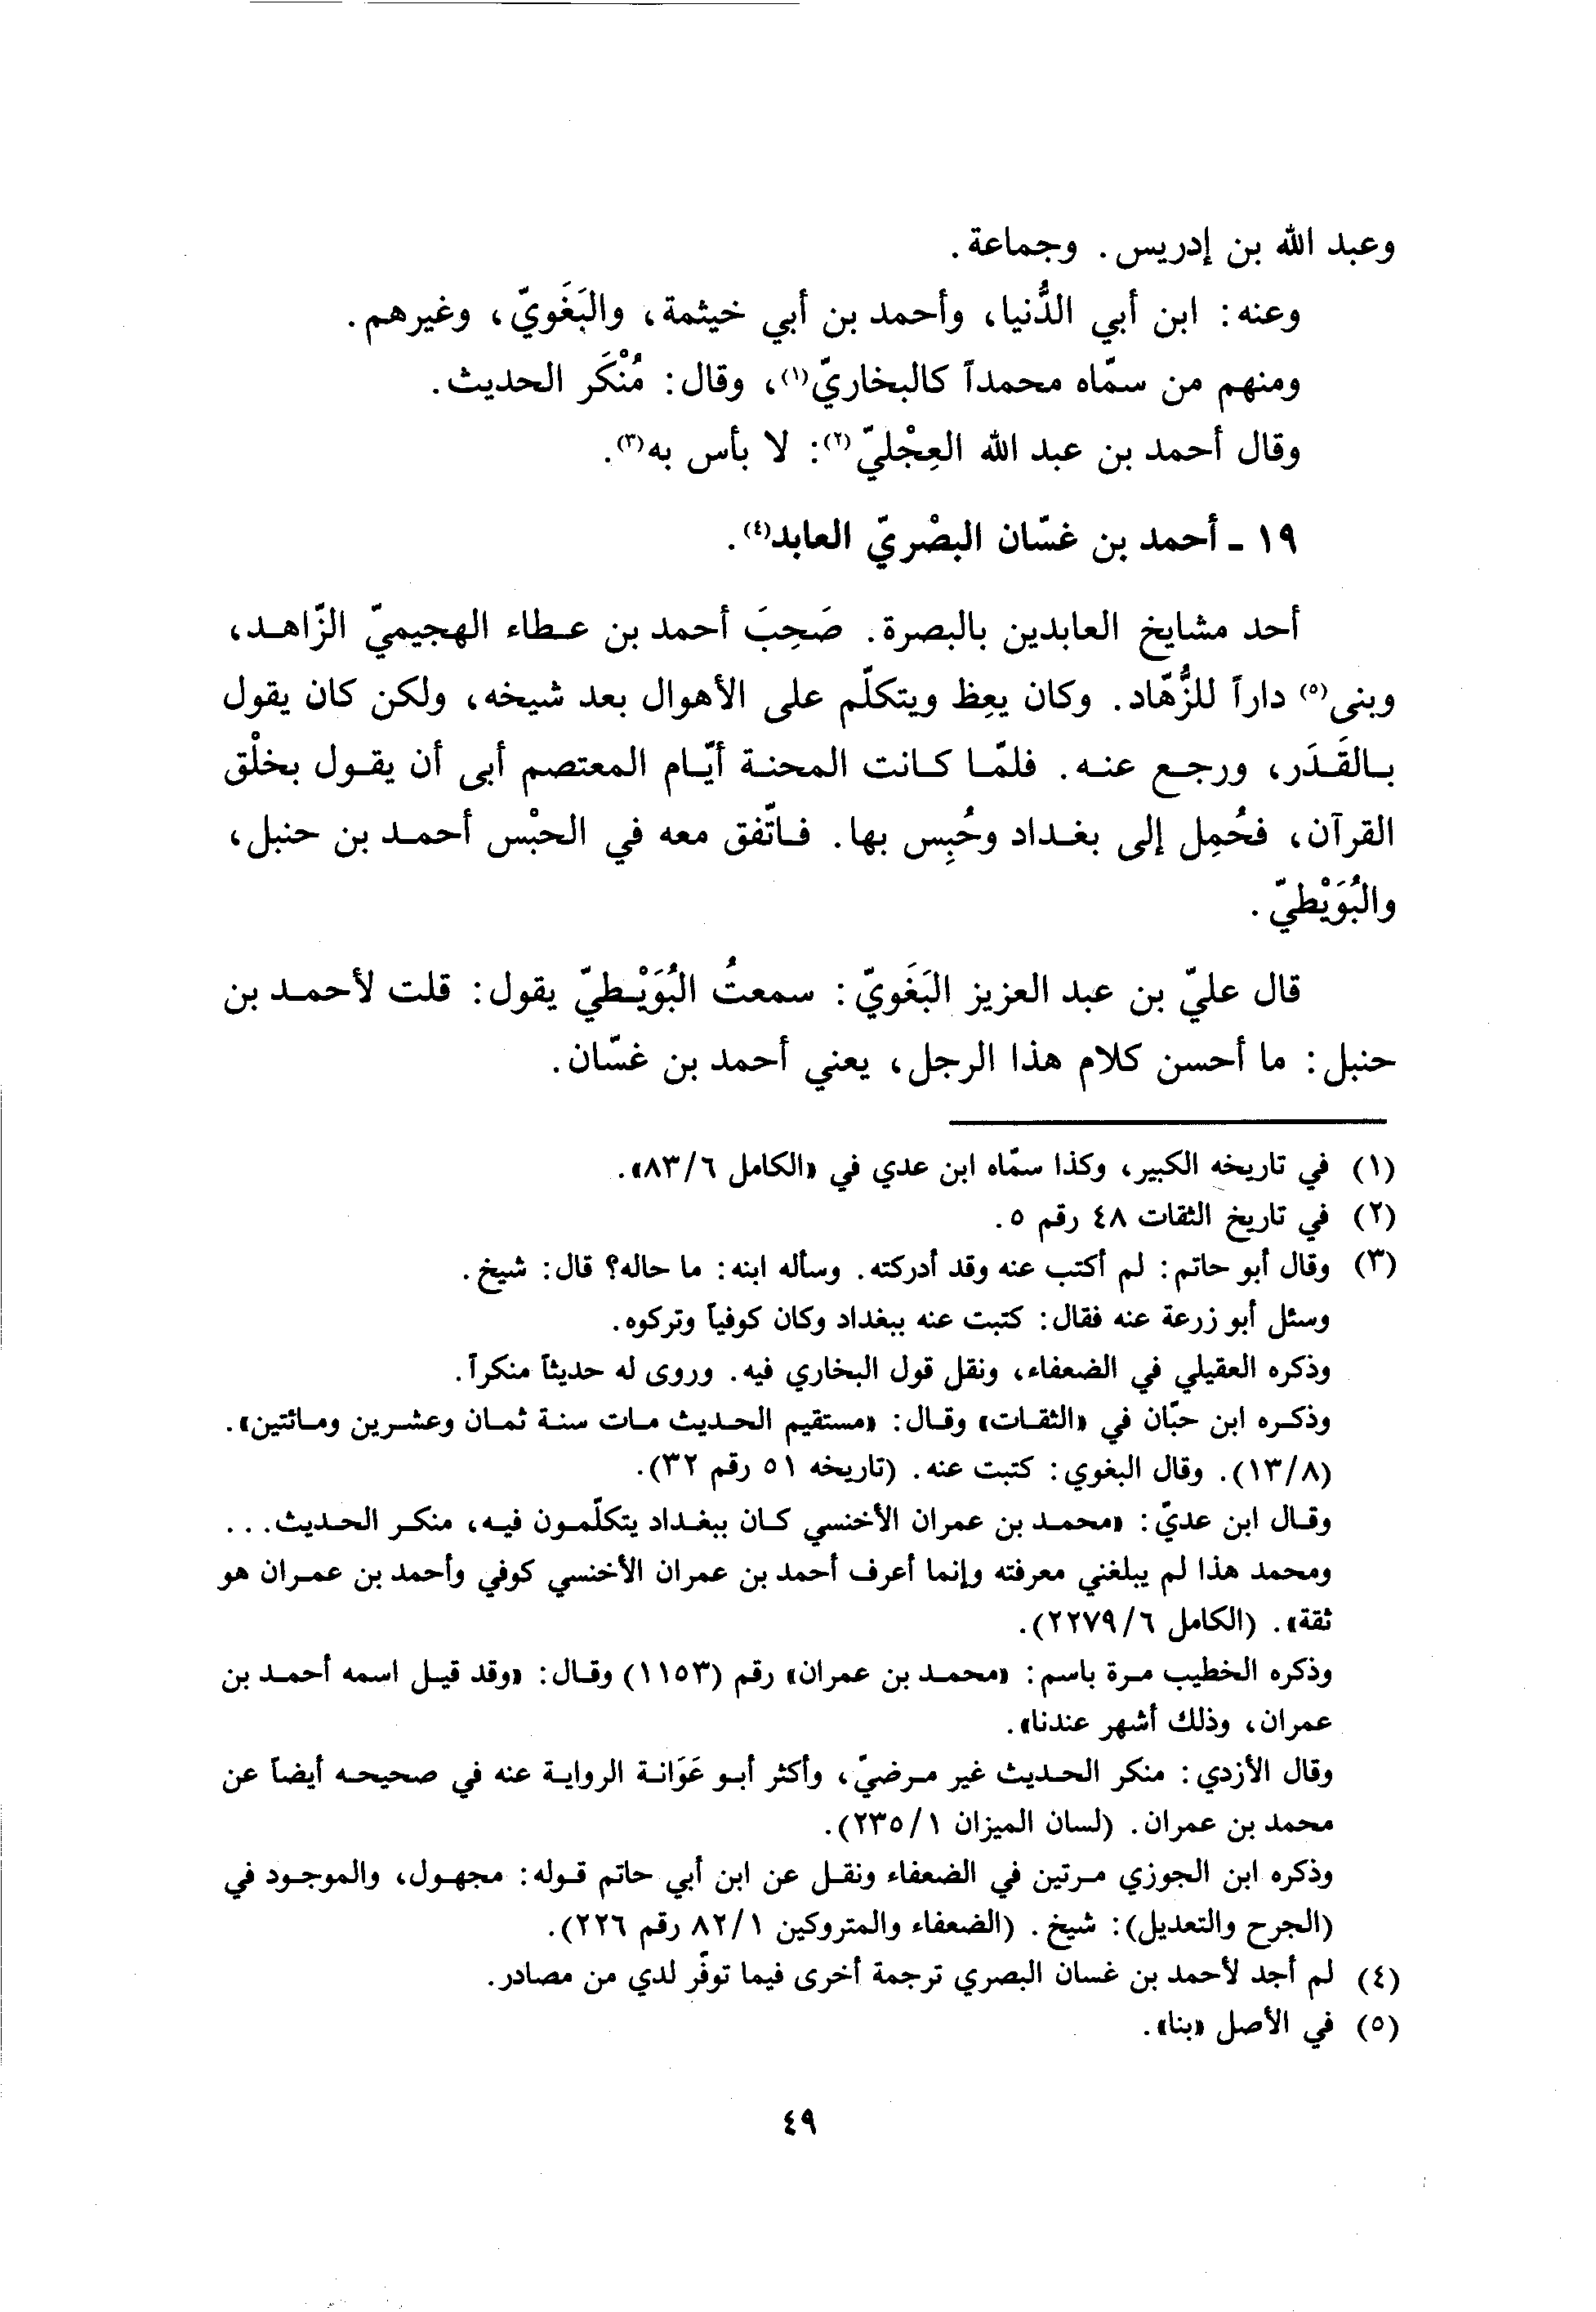 وعبد الله بن إدريس. وجماعة.
وعنه: ابن أبي الدُّنيا، وأحمد بن أبي خيثمة، والبَغَويّ، وغيرهم.
ومنهم من سمّاه محمداً كالبخاريّ(١)، وقال: مُنْكَر الحديث.
وقال أحمد بن عبد الله العِجْليّ(٢): لا بأس به(٣).
١٩ - أحمد بن غسّان البصْريّ العابد(٤).
أحد مشايخ العابدين بالبصرة. صَحِبَ أحمد بن عطاء الهجيميّ الزّاهد،
وبنى(٥) داراً للزُّهّاد. وكان يعِظ ويتكلّم على الأهوال بعد شيخه، ولكن كان يقول
بالقَدَر، ورجع عنه. فلمّا كانت المحنة أيّام المعتصم أبى أن يقول بخلْق
القرآن، فحُمِل إلى بغداد وحُبِس بها. فاتّفق معه في الحبْس أحمد بن حنبل،
والبُوَيْطيّ.
قال عليّ بن عبد العزيز البَغَويّ: سمعتُ البُوَيْطيّ يقول: قلت لأحمد بن
حنبل: ما أحسن كلام هذا الرجل، يعني أحمد بن غسّان.
(١) في تاريخه الكبير، وكذا سمّاه ابن عدي في «الكامل ٨٣/٦».
(٢) في تاريخ الثقات ٤٨ رقم ٥.
(٣) وقال أبو حاتم: لم أكتب عنه وقد أدركته. وسأله ابنه: ما حاله؟ قال: شيخ.
وسئل أبو زرعة عنه فقال: كتبت عنه ببغداد وكان كوفياً وتركوه.
وذكره العقيلي في الضعفاء، ونقل قول البخاري فيه. وروى له حديثاً منكراً.
وذكره ابن حبّان في «الثقات» وقال: «مستقيم الحديث مات سنة ثمان وعشرين ومائتين».
(١٣/٨). وقال البغوي: كتبت عنه. (تاريخه ٥١ رقم ٣٢).
وقال ابن عديّ: «محمد بن عمران الأخنسي كان ببغداد يتكلّمون فيه، منكر الحديث...
ومحمد هذا لم يبلغني معرفته وإنما أعرف أحمد بن عمران الأخنسي كوفي وأحمد بن عمران هو
ثقة». (الكامل ٢٢٧٩/٦).
وذكره الخطيب مرة باسم: «محمد بن عمران» رقم (١١٥٣) وقال: «وقد قيل اسمه أحمد بن
عمران، وذلك أشهر عندنا».
وقال الأزدي: منكر الحديث غير مرضيّ، وأكثر أبو عَوَانة الرواية عنه في صحيحه أيضاً عن
محمد بن عمران. (لسان الميزان ٢٣٥/١).
وذكره ابن الجوزي مرتين في الضعفاء ونقل عن ابن أبي حاتم قوله: مجهول، والموجود في
(الجرح والتعديل): شيخ. (الضعفاء والمتروكين ٨٢/١ رقم ٢٢٦).
(٤) لم أجد لأحمد بن غسان البصري ترجمة أخرى فيما توفّر لدي من مصادر.
(٥) في الأصل «بنا».
٤٩